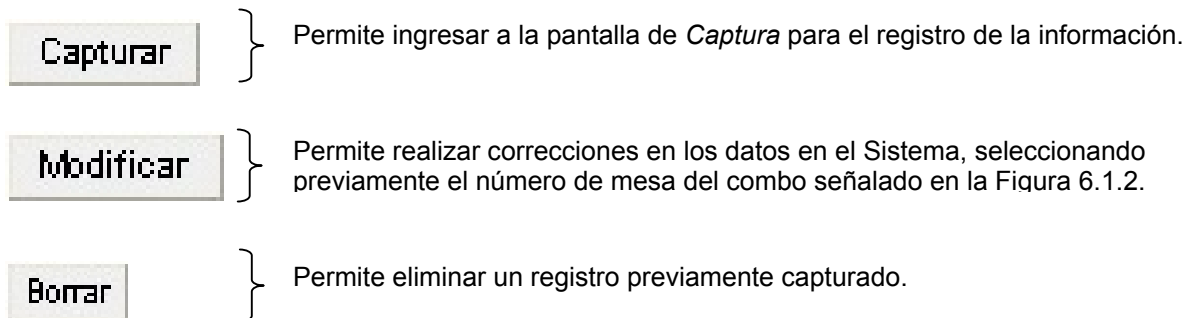 Capturar
Permite ingresar a la pantalla de Captura para el registro de la información.
Modificar
Permite realizar correcciones en los datos en el Sistema, seleccionando
previamente el número de mesa del combo señalado en la Figura 6.1.2.
Borrar
Permite eliminar un registro previamente capturado.